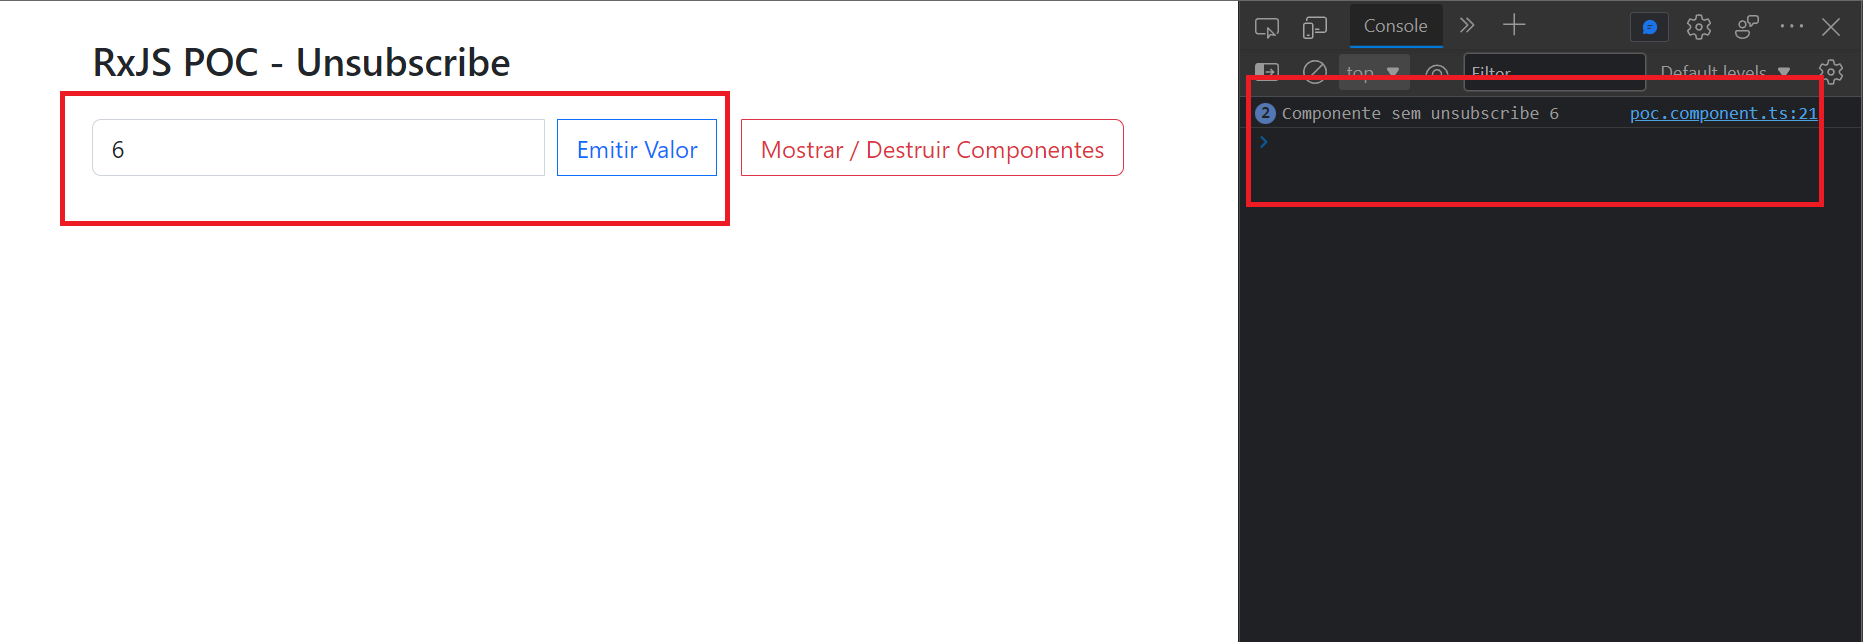 RxJS POC - Unsubscribe
6
Emitir Valor
Mostrar / Destruir Componentes
Console
top
Filter
Default levels
2 Componente sem unsubscribe 6 poc.component.ts:21